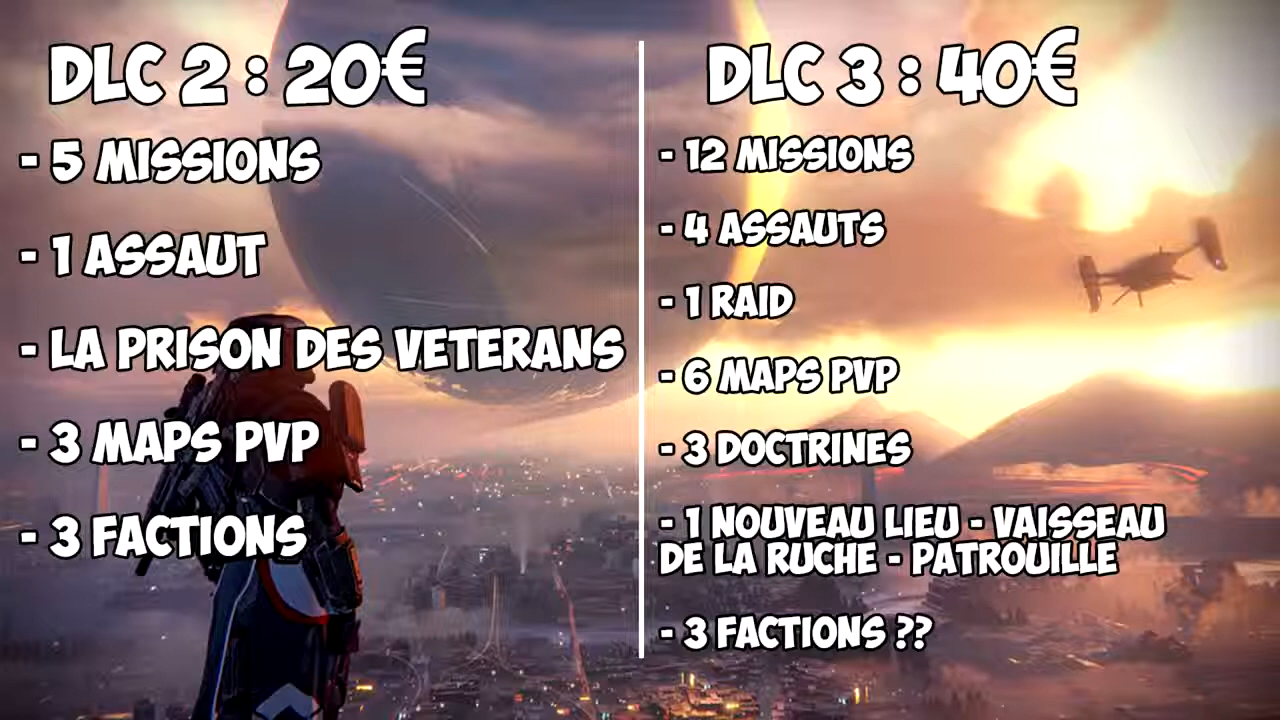 DLC 2 : 20€
- 5 MISSIONS
- 1 ASSAUT
- LA PRISON DES VETERANS
- 3 MAPS PVP
- 3 FACTIONS
DLC 3 : 40€
- 12 MISSIONS
- 4 ASSAUTS
- 1 RAID
- 6 MAPS PVP
- 3 DOCTRINES
- 1 NOUVEAU LIEU - VAISSEAU
DE LA RUCHE - PATROUILLE
- 3 FACTIONS ??